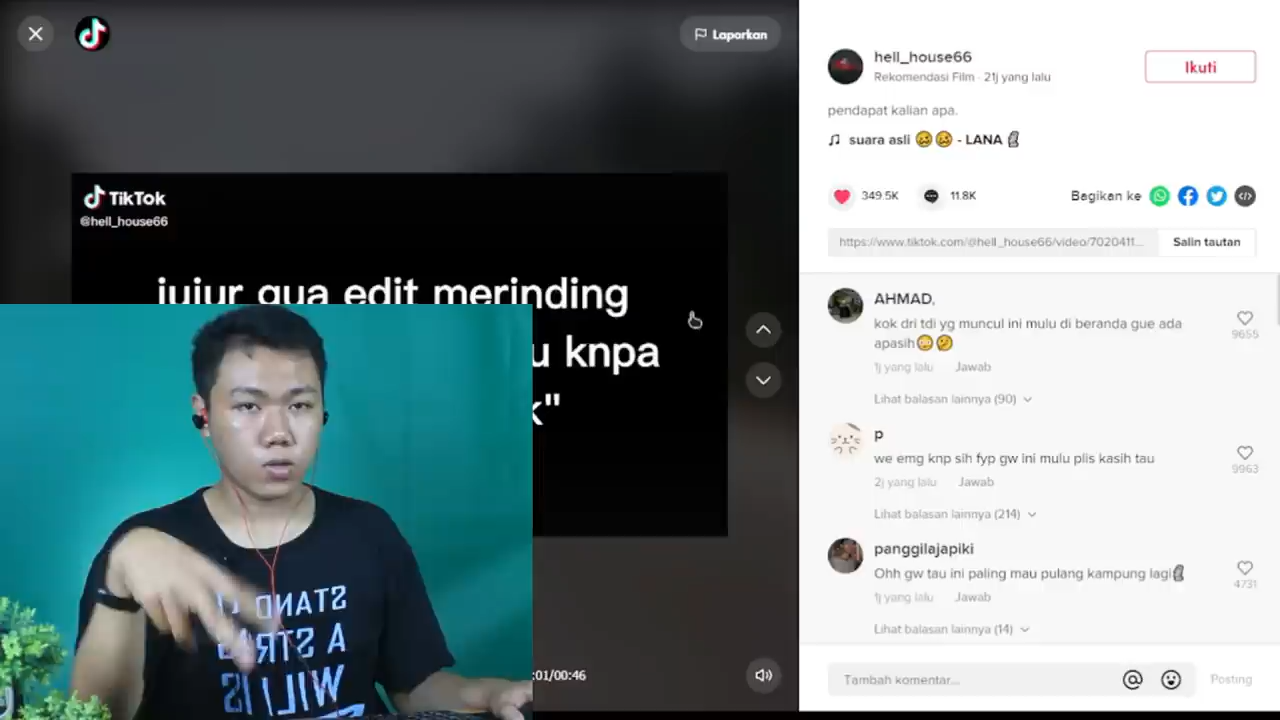 Laporkan
TikTok
@hell_house66
jujur gua edit merinding
knpa
:01/00:46
STAND
A STRA
hell_house66
Rekomendasi Film · 21j yang lalu
Ikuti
pendapat kalian apa.
suara asli 🥴🥴 - LANA
349.5K
11.8K
Bagikan ke
https://www.tiktok.com/@hell_house66/video/7020411...
Salin tautan
AHMAD,
kok dri tdi yg muncul ini mulu di beranda gue ada
apasih😳🤔
9655
1j yang lalu Jawab
Lihat balasan lainnya (90)
p
we emg knp sih fyp gw ini mulu plis kasih tau
9963
2j yang lalu Jawab
Lihat balasan lainnya (214)
panggilajapiki
Ohh gw tau ini paling mau pulang kampung lagi🗿
4731
1j yang lalu Jawab
Lihat balasan lainnya (14)
Tambah komentar...
Posting